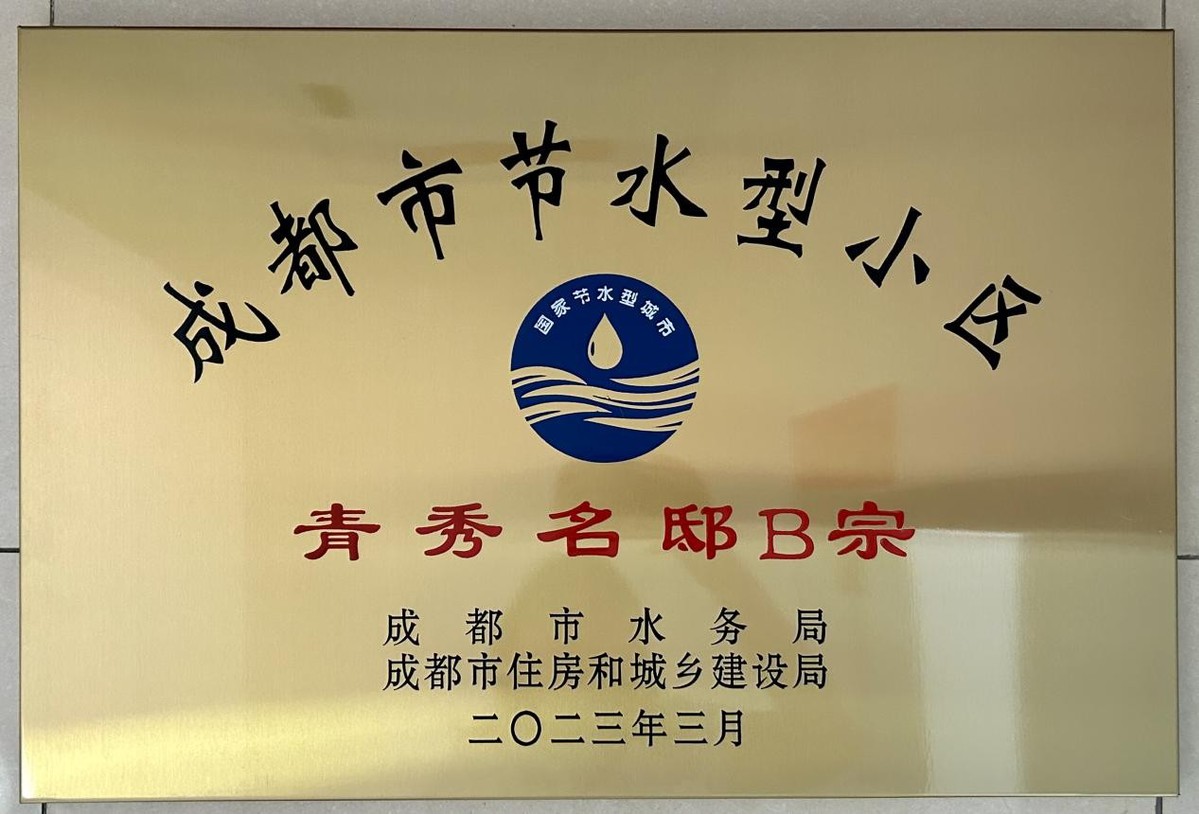 成都市节水型小区
国家节水型城市
青秀名邸B宗
成都市水务局
成都市住房和城乡建设局
二〇二三年三月